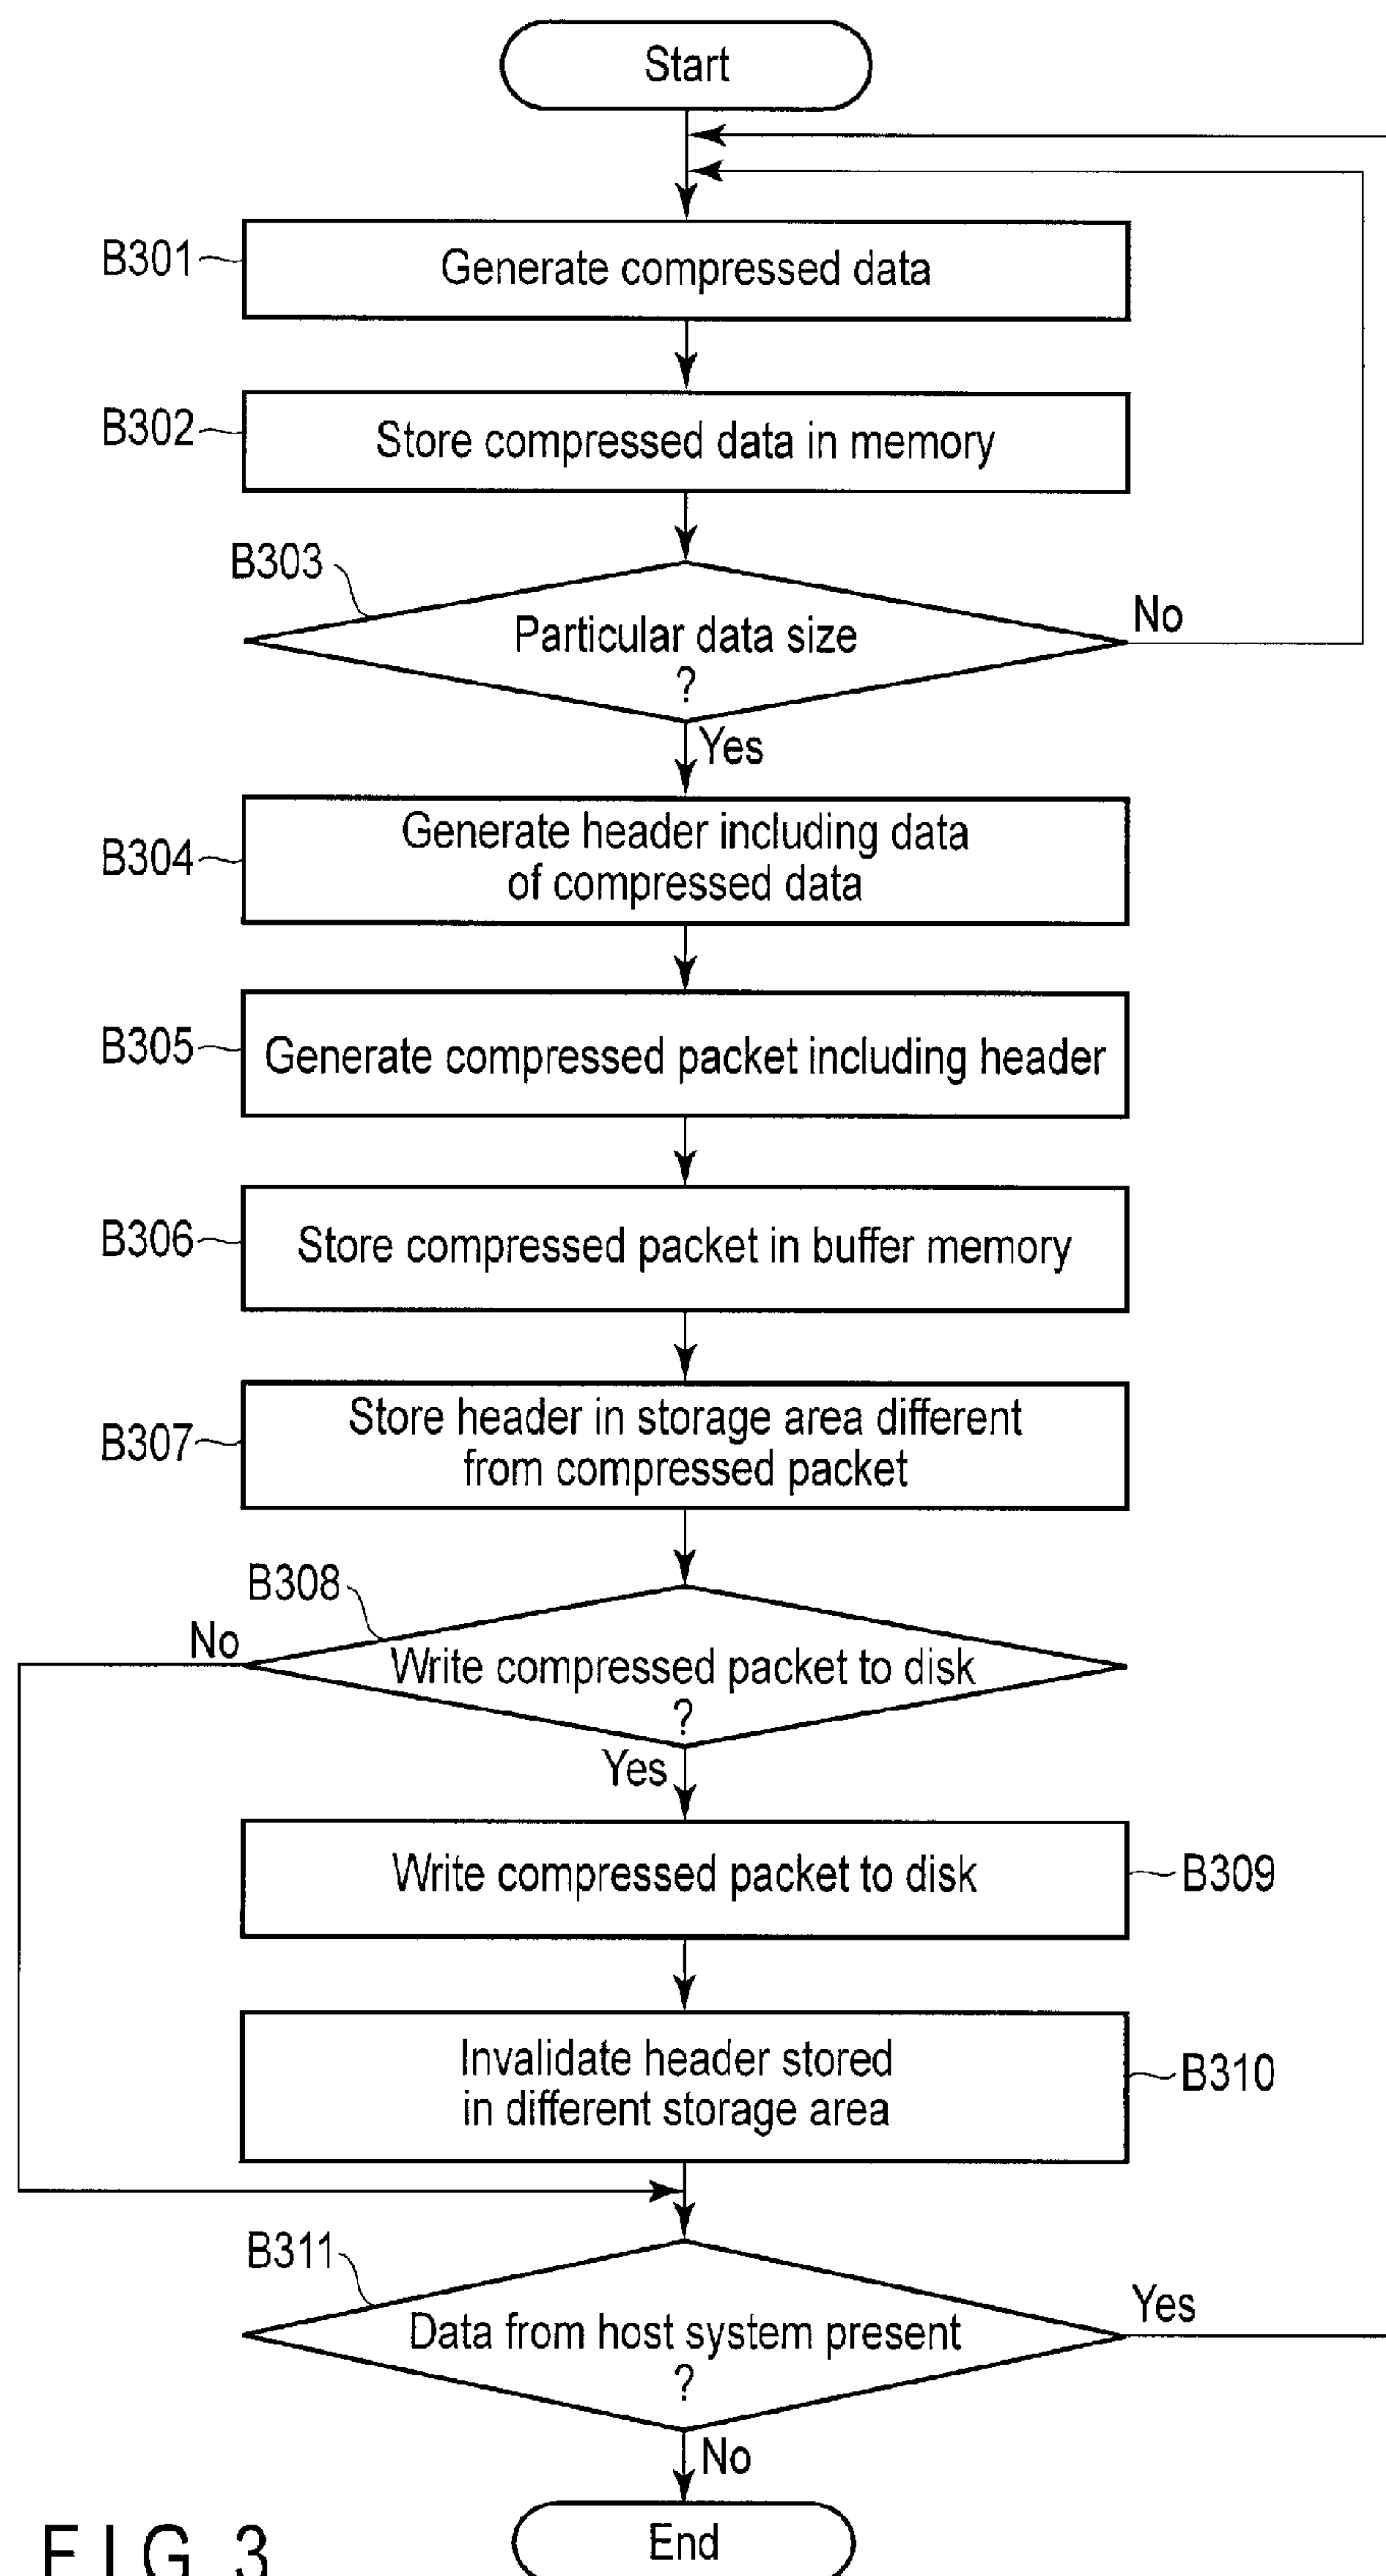 Start
B301
Generate compressed data
B302
Store compressed data in memory
B303
Particular data size
?
No
Yes
B304
Generate header including data
of compressed data
B305
Generate compressed packet including header
B306
Store compressed packet in buffer memory
B307
Store header in storage area different
from compressed packet
B308
No
Write compressed packet to disk
?
Yes
Write compressed packet to disk
B309
Invalidate header stored
in different storage area
B310
B311
Data from host system present
?
Yes
No
End
FIG. 3